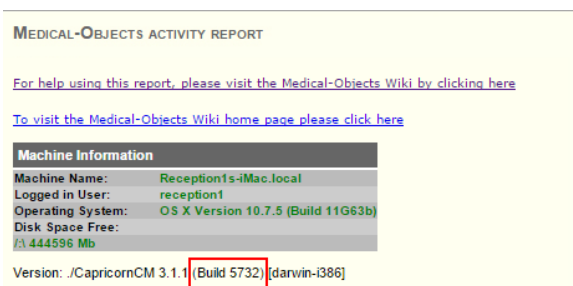 MEDICAL-OBJECTS ACTIVITY REPORT
For help using this report, please visit the Medical-Objects Wiki by clicking here
To visit the Medical-Objects Wiki home page please click here
Machine Information
Machine Name: Reception1s-iMac.local
Logged in User: reception1
Operating System: OS X Version 10.7.5 (Build 11G63b)
Disk Space Free:
/:\ 444596 Mb
Version: ./CapricornCM 3.1.1 (Build 5732) [darwin-i386]